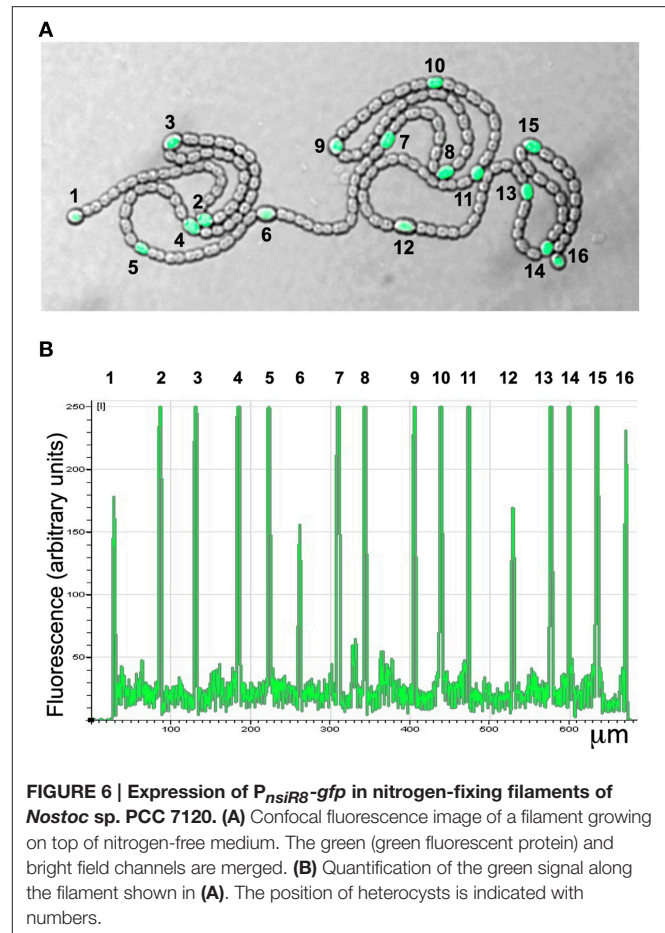 A
10
3
15
9
7
8
1
2
11
13
4
6
5
12
14
16
B
1 2 3 4 5 6 7 8 9 10 11 12 13 14 15 16
[I]
250
200
150
100
50
Fluorescence (arbitrary units)
100 200 300 400 500 600 μm
FIGURE 6 | Expression of PnsiR8-gfp in nitrogen-fixing filaments of
Nostoc sp. PCC 7120. (A) Confocal fluorescence image of a filament growing
on top of nitrogen-free medium. The green (green fluorescent protein) and
bright field channels are merged. (B) Quantification of the green signal along
the filament shown in (A). The position of heterocysts is indicated with
numbers.